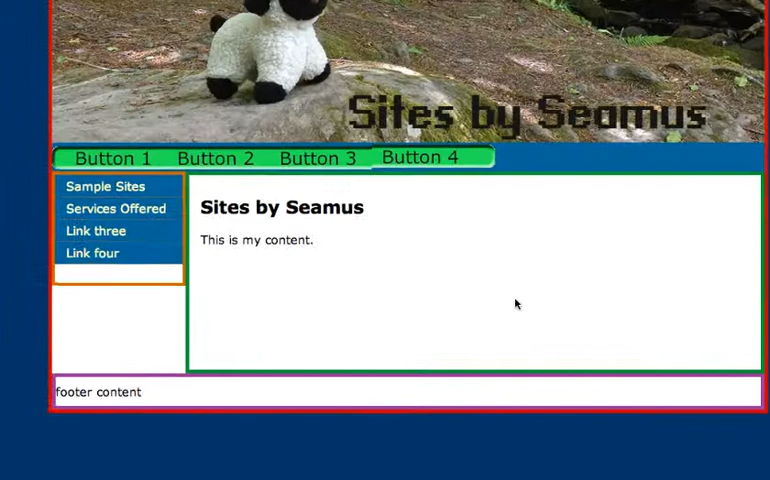 Sites by Seamus
Button 1 Button 2 Button 3 Button 4
Sample Sites
Services Offered
Link three
Link four
Sites by Seamus
This is my content.
footer content